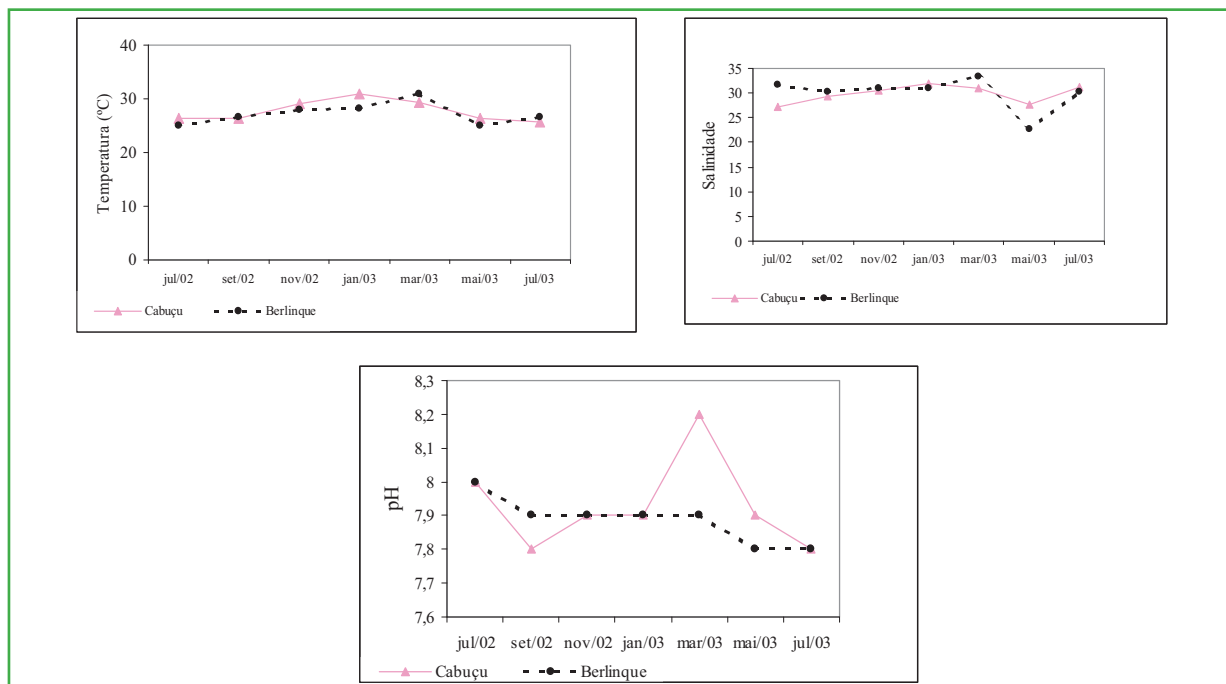 Temperatura (ºC)
40
30
20
10
0
jul/02 set/02 nov/02 jan/03 mar/03 mai/03 jul/03
Cabuçu Berlinque
Salinidade
35
30
25
20
15
10
5
0
jul/02 set/02 nov/02 jan/03 mar/03 mai/03 jul/03
Cabuçu Berlinque
pH
8,3
8,2
8,1
8
7,9
7,8
7,7
7,6
jul/02 set/02 nov/02 jan/03 mar/03 mai/03 jul/03
Cabuçu Berlinque